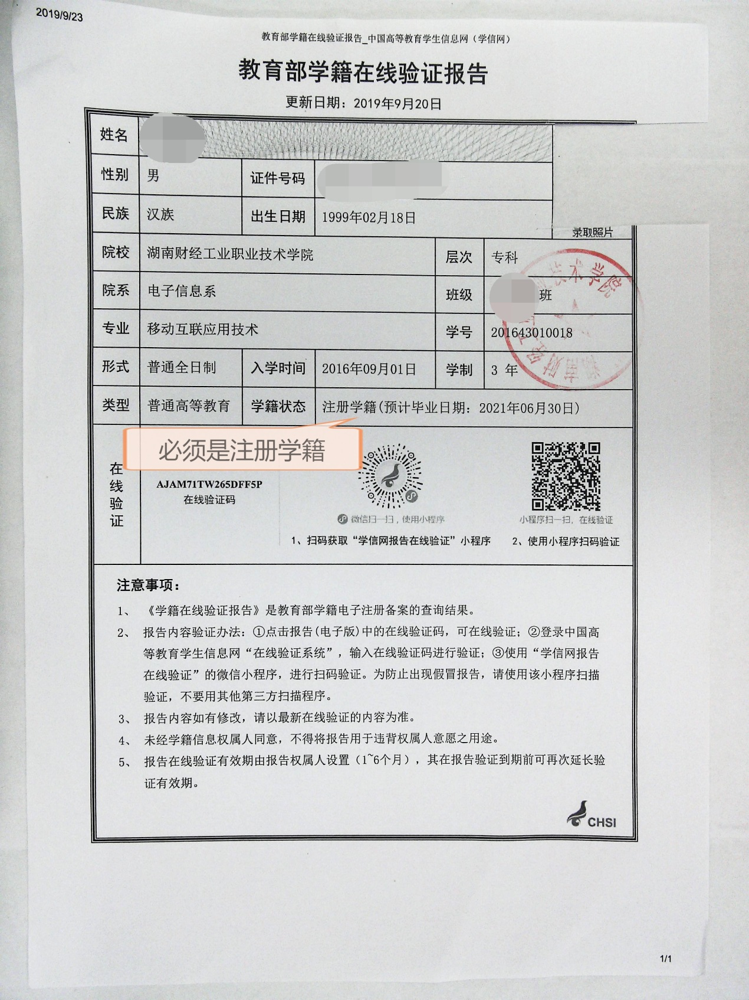 2019/9/23
教育部学籍在线验证报告_中国高等教育学生信息网（学信网）
教育部学籍在线验证报告
更新日期：2019年9月20日
姓名
性别 男 证件号码
民族 汉族 出生日期 1999年02月18日
录取照片
院校 湖南财经工业职业技术学院 层次 专科
院系 电子信息系 班级 班
专业 移动互联应用技术 学号 201643010018
形式 普通全日制 入学时间 2016年09月01日 学制 3 年
类型 普通高等教育 学籍状态 注册学籍(预计毕业日期：2021年06月30日)
技术学院
必须是注册学籍
在线验证
AJAM71TW265DFF5P
在线验证码
微信扫一扫，使用小程序
小程序扫一扫，在线验证
1、扫码获取“学信网报告在线验证”小程序
2、使用小程序扫码验证
注意事项：
1、 《学籍在线验证报告》是教育部学籍电子注册备案的查询结果。
2、 报告内容验证办法：①点击报告(电子版)中的在线验证码，可在线验证；②登录中国高
等教育学生信息网“在线验证系统”，输入在线验证码进行验证；③使用“学信网报告
在线验证”的微信小程序，进行扫码验证。为防止出现假冒报告，请使用该小程序扫描
验证，不要用其他第三方扫描程序。
3、 报告内容如有修改，请以最新在线验证的内容为准。
4、 未经学籍信息权属人同意，不得将报告用于违背权属人意愿之用途。
5、 报告在线验证有效期由报告权属人设置（1~6个月），其在报告验证到期前可再次延长验
证有效期。
CHSI
1/1